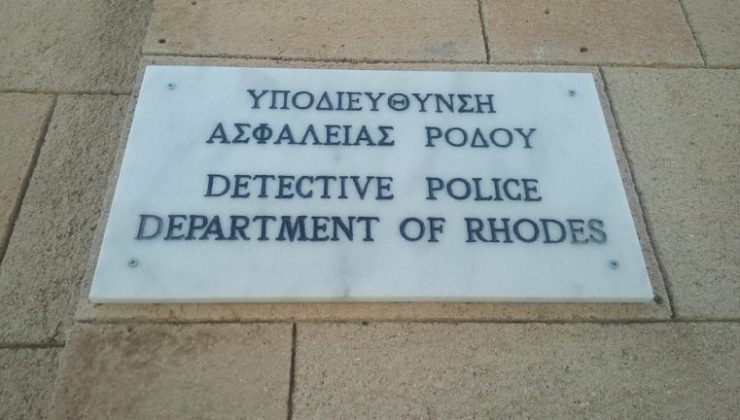 ΥΠΟΔΙΕΥΘΥΝΣΗ
ΑΣΦΑΛΕΙΑΣ ΡΟΔΟΥ
DETECTIVE POLICE
DEPARTMENT OF RHODES